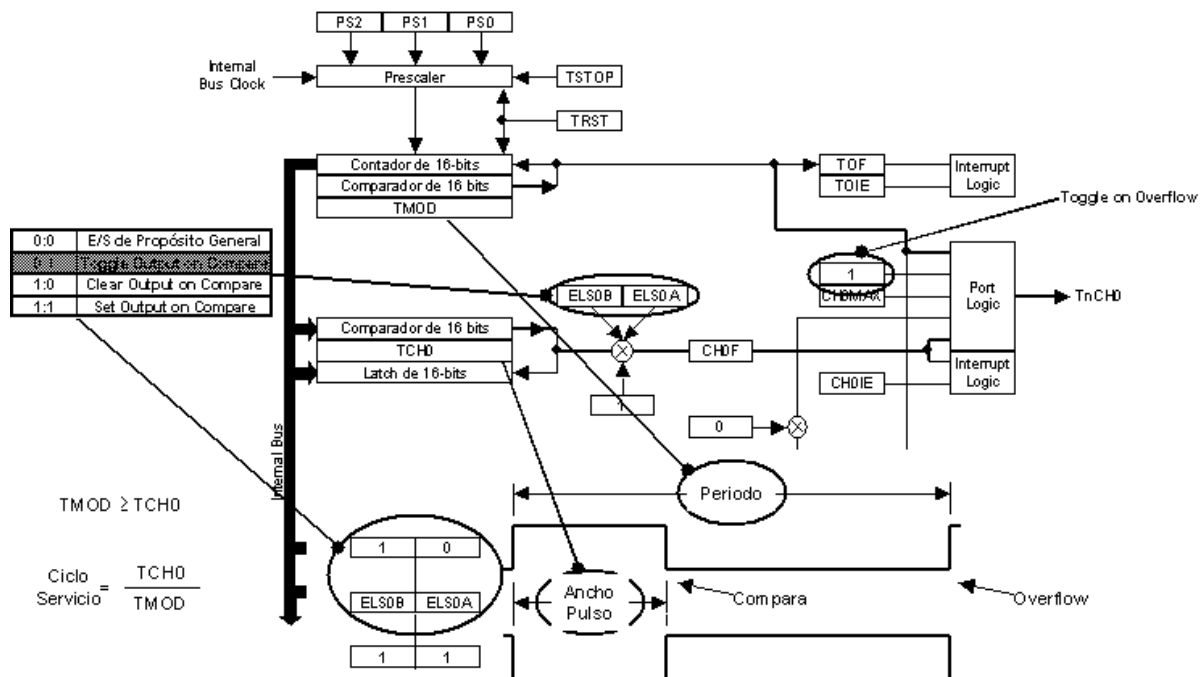 PS2 PS1 PS0
Internal
Bus Clock
Prescaler
TSTOP
TRST
Contador de 16-bits
Comparador de 16 bits
TMOD
TOF
TOIE
Interrupt
Logic
Toggle on Overflow
0:0 E/S de Propósito General
0:1 Toggle Output on Compare
1:0 Clear Output on Compare
1:1 Set Output on Compare
ELS0B ELS0A
1
CH0MAX
Port
Logic
TnCH0
Comparador de 16 bits
TCH0
Latch de 16-bits
CH0F
Interrupt
Logic
CH0IE
1
0
Internal Bus
Periodo
TMOD ≥ TCH0
1 0
Ciclo
Servicio
=
TCH0
TMOD
ELS0B ELS0A
Ancho
Pulso
Compara
Overflow
1 1